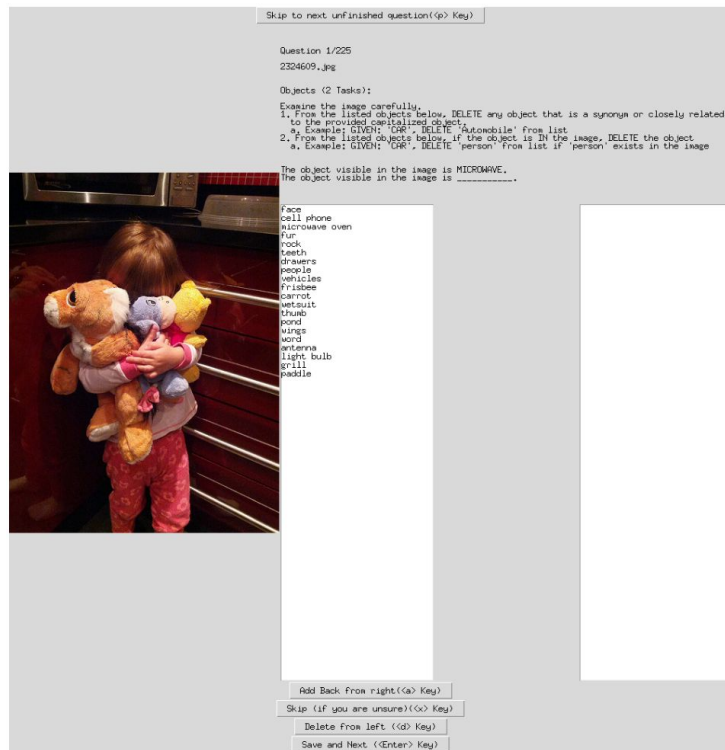 Skip to next unfinished question(<p> Key)
Question 1/225
2324609.jpg
Objects (2 Tasks):
Examine the image carefully.
1. From the listed objects below, DELETE any object that is a synonym or closely related
to the provided capitalized object.
a. Example: GIVEN: 'CAR', DELETE 'Automobile' from list
2. From the listed objects below, if the object is IN the image, DELETE the object
a. Example: GIVEN: 'CAR', DELETE 'person' from list if 'person' exists in the image
The object visible in the image is MICROWAVE.
The object visible in the image is ___________.
face
cell phone
microwave oven
fur
rock
teeth
drawers
people
vehicles
frisbee
carrot
wetsuit
thumb
pond
wings
word
antenna
light bulb
grill
paddle
Add Back from right(<a> Key)
Skip (if you are unsure)(<x> Key)
Delete from left (<d> Key)
Save and Next (<Enter> Key)